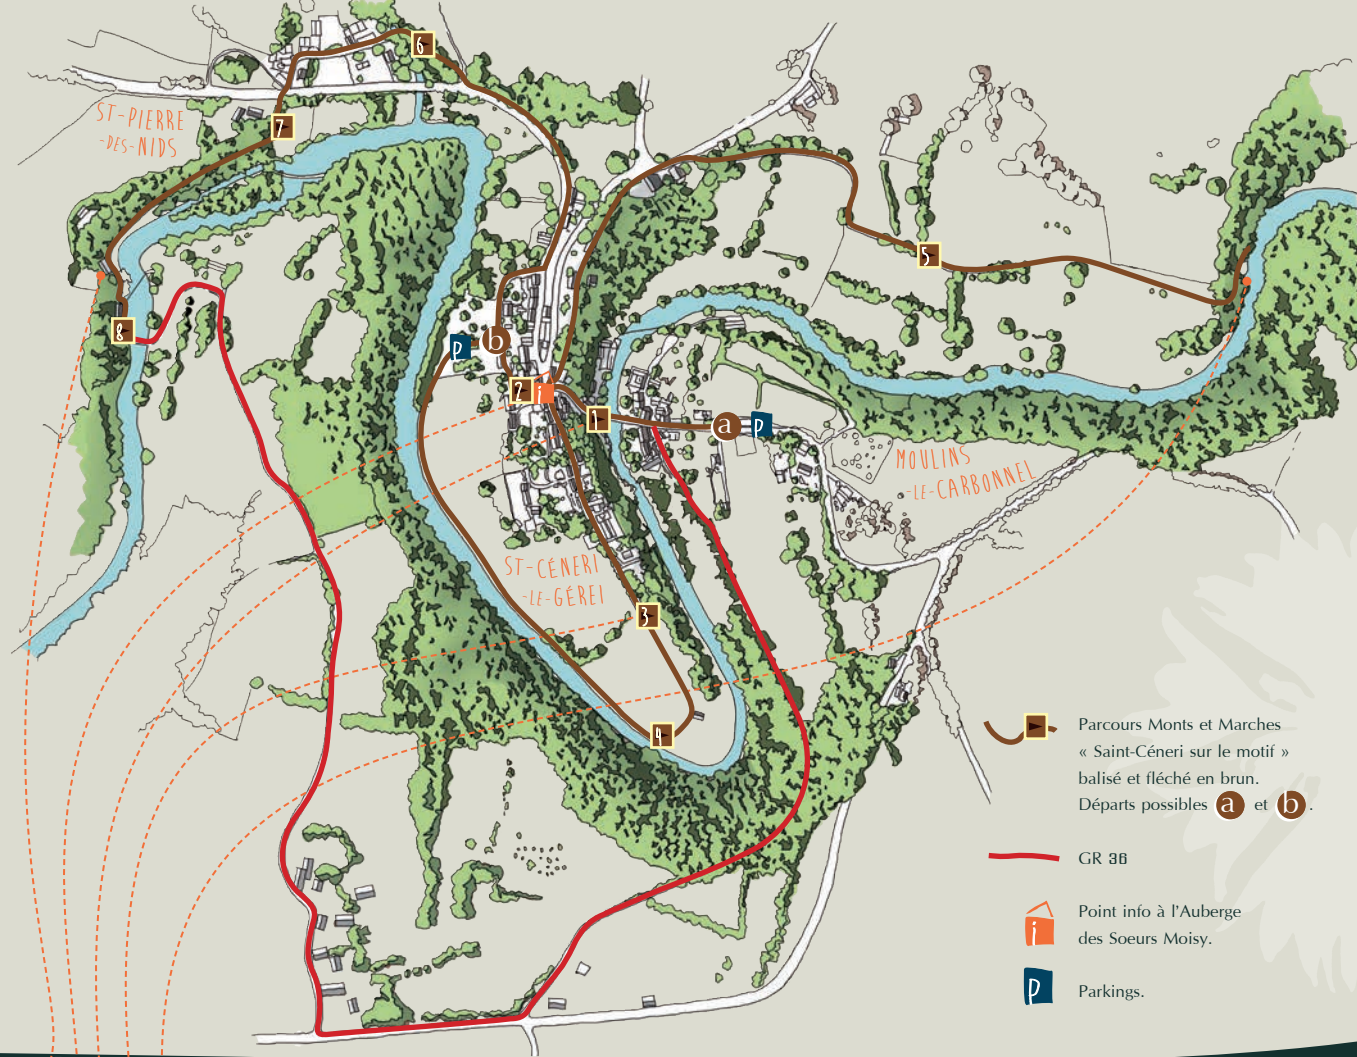 6
ST-PIERRE
-DES-NIDS
7
5
8
p
b
2
i
1
a
p
MOULINS
-LE-CARBONNEL
ST-CÉNERI
-LE-GÉREI
3
4
Parcours Monts et Marches
« Saint-Céneri sur le motif »
balisé et fléché en brun.
Départs possibles a et b.
GR 36
i
Point info à l'Auberge
des Soeurs Moisy.
p
Parkings.